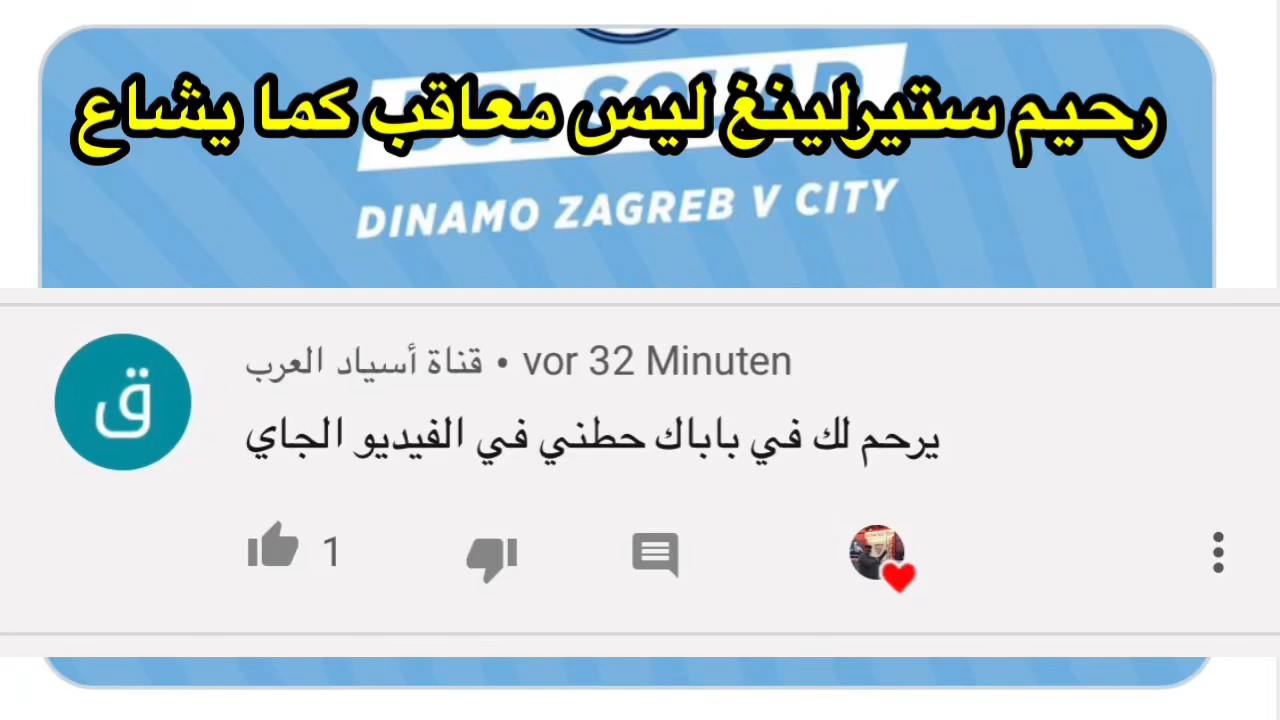 رحيم ستيرلينغ ليس معاقب كما يشاع
DINAMO ZAGREB V CITY
قناة أسياد العرب • vor 32 Minuten
ق
يرحم لك في باباك حطني في الفيديو الجاي
1